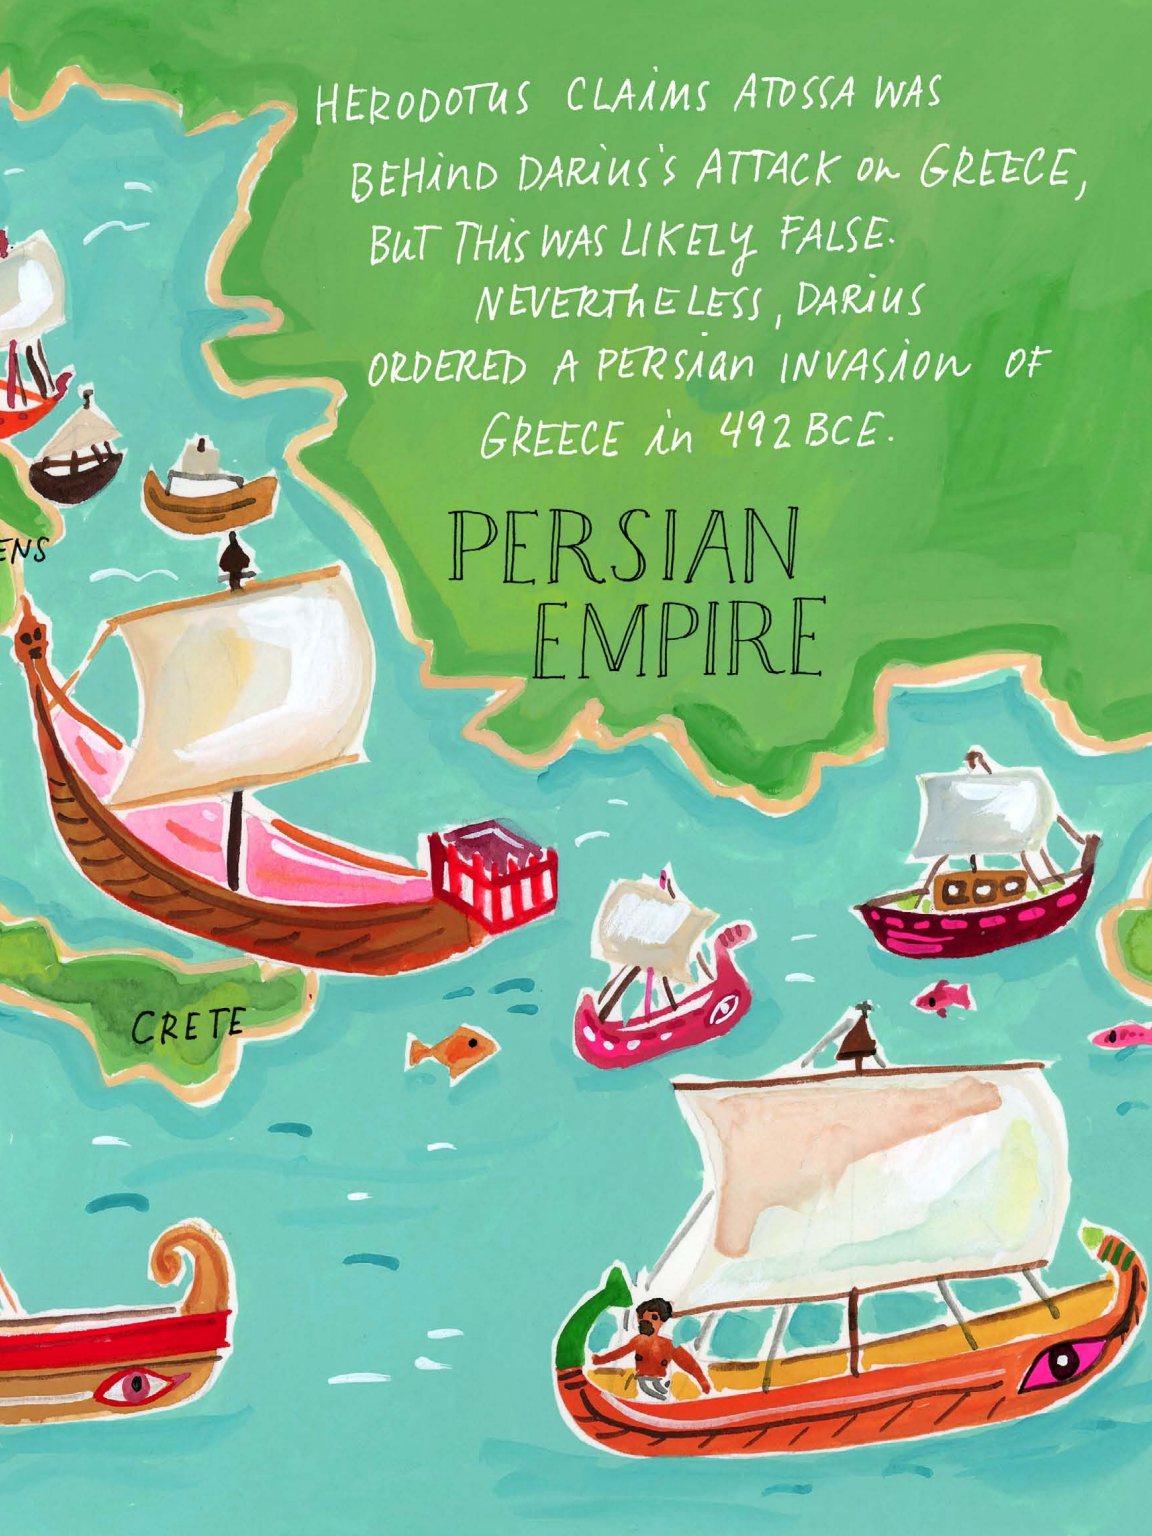 HERODOTUS CLAIMS ATOSSA WAS
BEHIND DARIUS'S ATTACK on GREECE,
BUT THIS WAS LIKELY FALSE.
NEVERTHELESS, DARIUS
ORDERED A PERSIAN INVASION OF
GREECE in 492 BCE.
PERSIAN
EMPIRE
ENS
CRETE